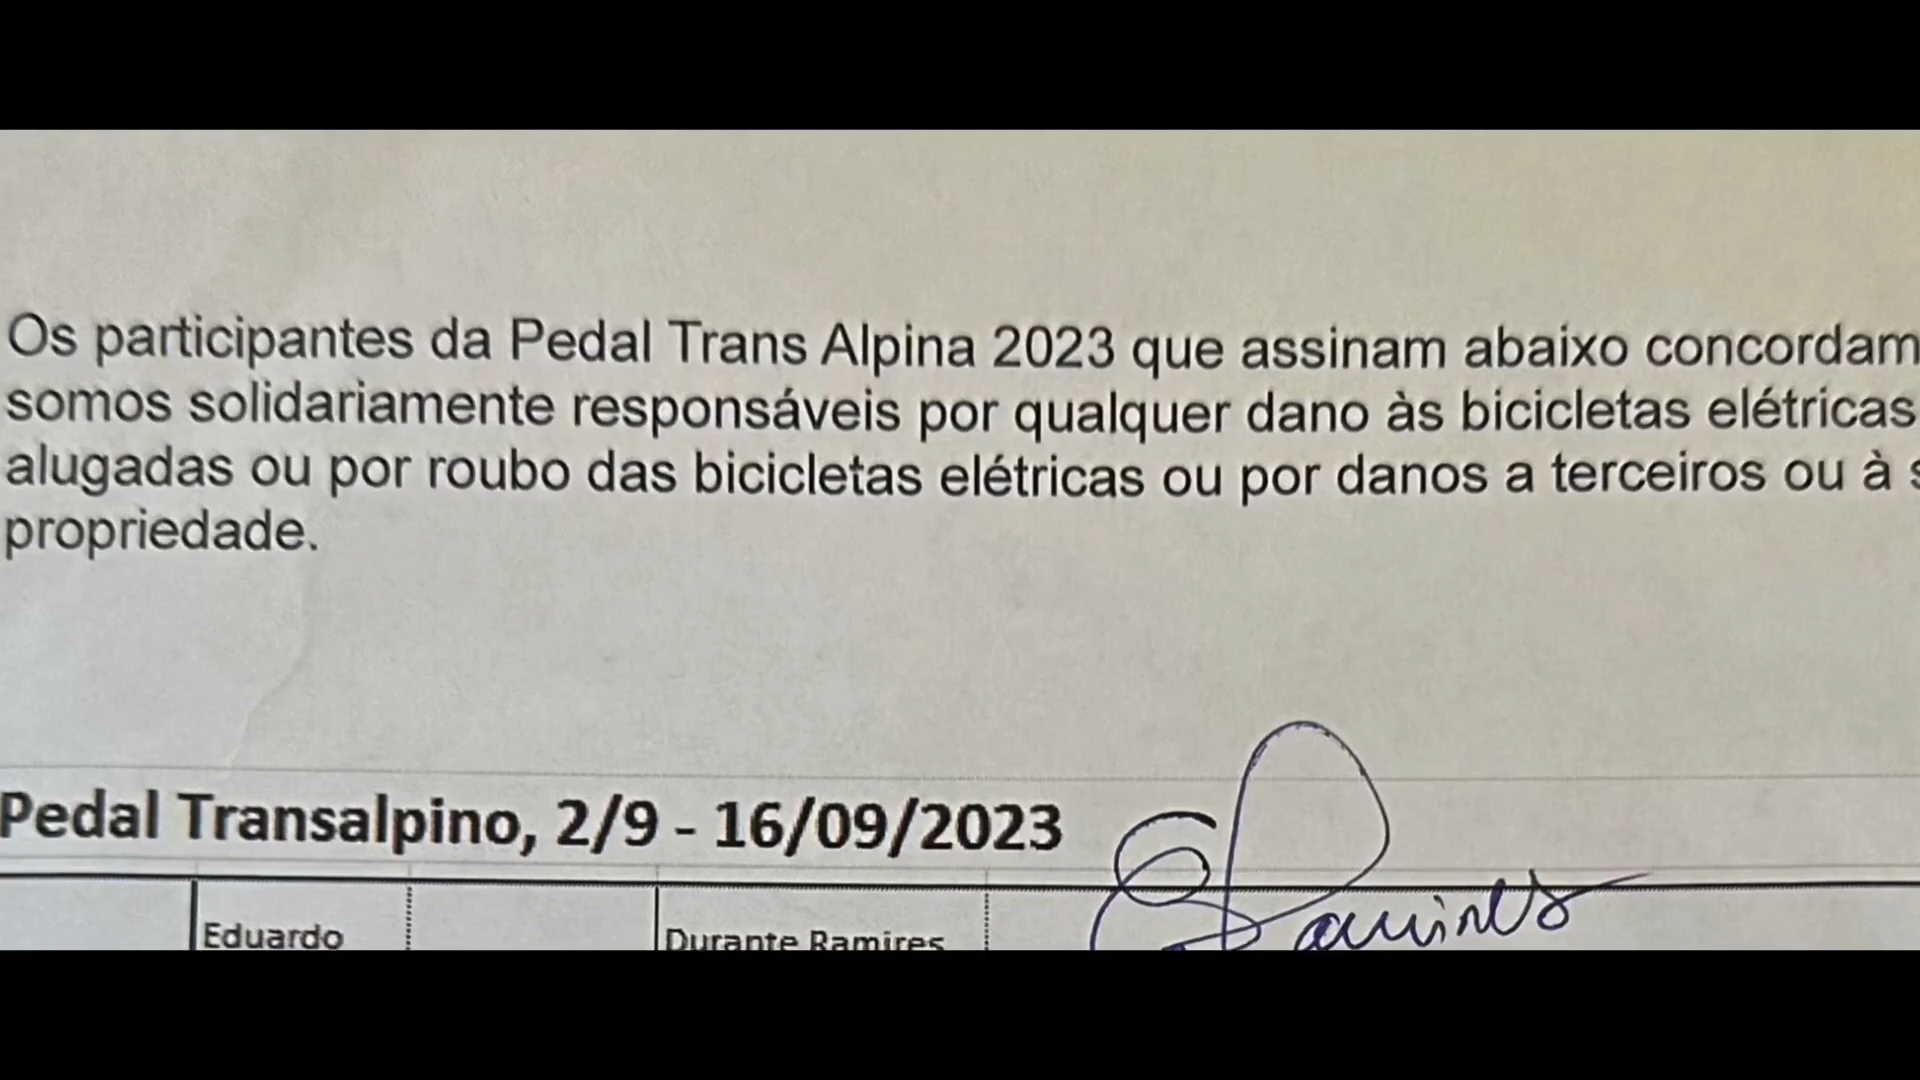 Os participantes da Pedal Trans Alpina 2023 que assinam abaixo concordam
somos solidariamente responsáveis por qualquer dano às bicicletas elétricas
alugadas ou por roubo das bicicletas elétricas ou por danos a terceiros ou à
propriedade.
Pedal Transalpino, 2/9 - 16/09/2023
Eduardo Durante Ramires Ramires